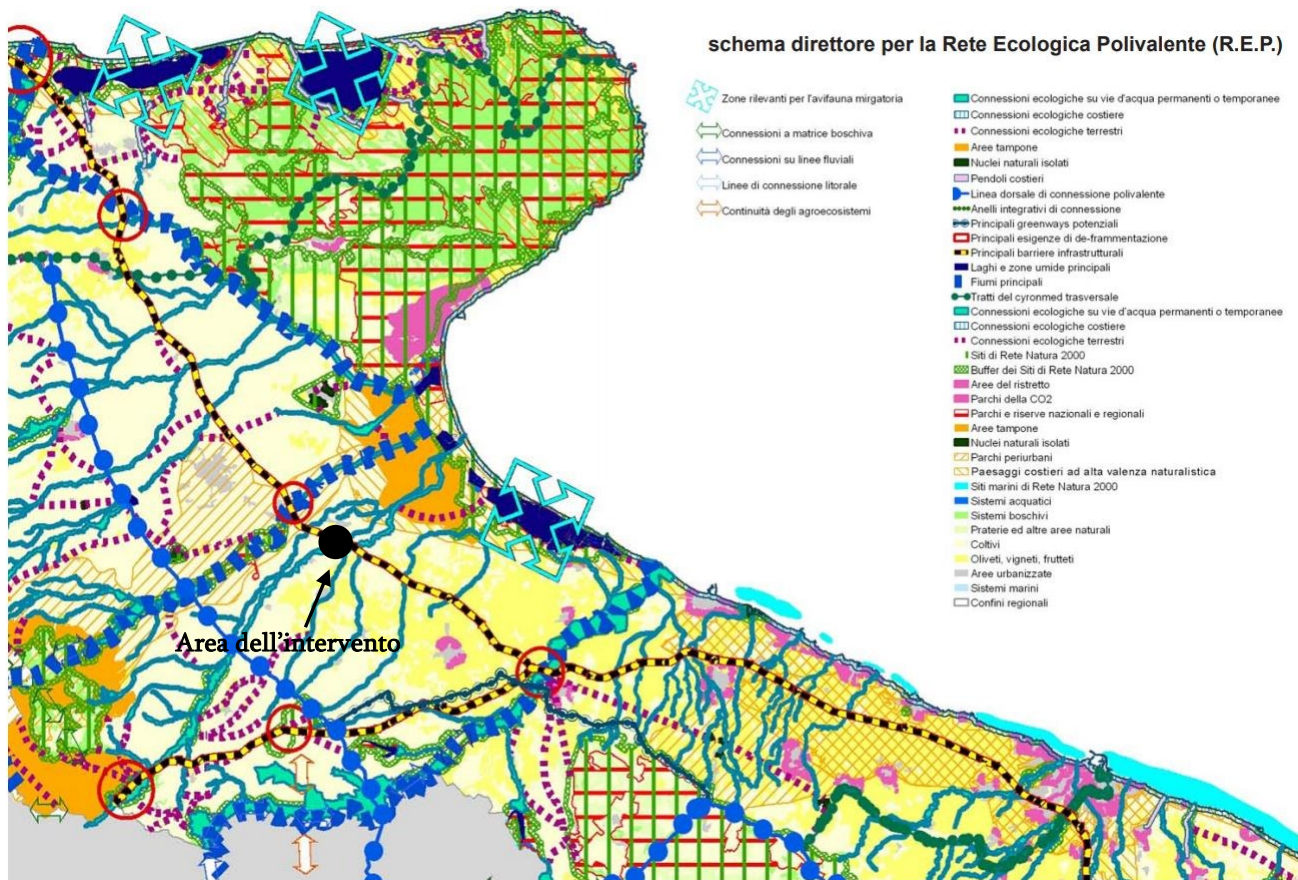 schema direttore per la Rete Ecologica Polivalente (R.E.P.)
Zone rilevanti per l'avifauna mirgatoria
Connessioni a matrice boschiva
Connessioni su linee fluviali
Linee di connessione litorale
Continuità degli agroecosistemi
Connessioni ecologiche su vie d'acqua permanenti o temporanee
Connessioni ecologiche costiere
Connessioni ecologiche terrestri
Aree tampone
Nuclei naturali isolati
Pendoli costieri
Linea dorsale di connessione polivalente
Anelli integrativi di connessione
Principali greenways potenziali
Principali esigenze di de-frammentazione
Principali barriere infrastrutturali
Laghi e zone umide principali
Fiumi principali
Tratti del cyronmed trasversale
Connessioni ecologiche su vie d'acqua permanenti o temporanee
Connessioni ecologiche costiere
Connessioni ecologiche terrestri
Siti di Rete Natura 2000
Buffer dei Siti di Rete Natura 2000
Aree del ristretto
Parchi della CO2
Parchi e riserve nazionali e regionali
Aree tampone
Nuclei naturali isolati
Parchi periurbani
Paesaggi costieri ad alta valenza naturalistica
Siti marini di Rete Natura 2000
Sistemi acquatici
Sistemi boschivi
Praterie ed altre aree naturali
Coltivi
Oliveti, vigneti, frutteti
Aree urbanizzate
Sistemi marini
Confini regionali
Area dell'intervento